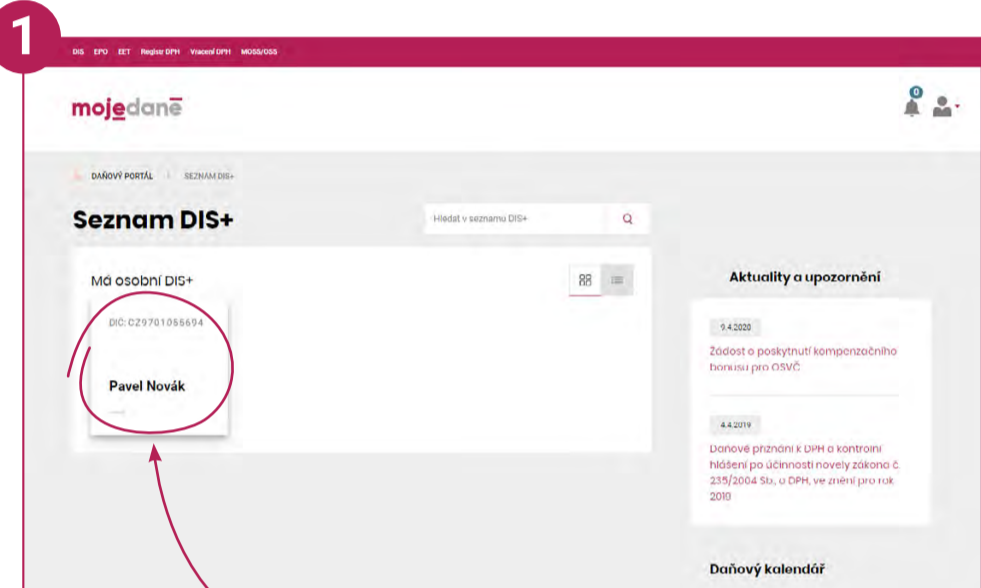 1
DIS EPO EET Registr DPH Vracení DPH MOSS/OSS
mojedaně
0
DAŇOVÝ PORTÁL SEZNAM DIS+
Seznam DIS+
Hledat v seznamu DIS+
Má osobní DIS+
DIČ: CZ9701055694
Pavel Novák
Aktuality a upozornění
9.4.2020
Žádost o poskytnutí kompenzačního
bonusu pro OSVČ
4.4.2019
Daňové přiznání k DPH a kontrolní
hlášení po účinnosti novely zákona č.
235/2004 Sb., o DPH, ve znění pro rok
2019
Daňový kalendář